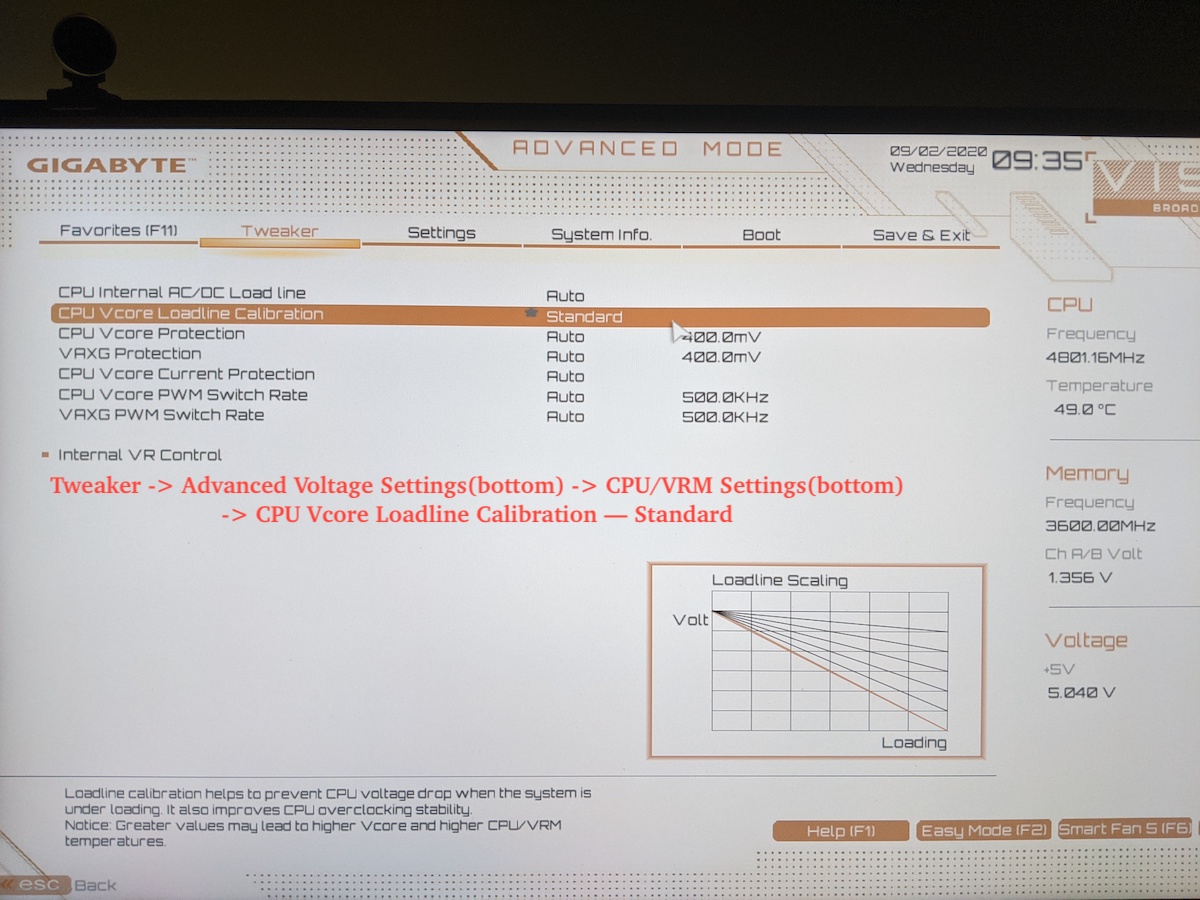 GIGABYTE™
ADVANCED MODE
09/02/2020
Wednesday
09:35
BROAD
Favorites (F11) Tweaker Settings System Info. Boot Save & Exit
CPU Internal AC/DC Load line Auto
CPU Vcore Loadline Calibration Standard
CPU Vcore Protection Auto 400.0mV
VAXG Protection Auto 400.0mV
CPU Vcore Current Protection Auto
CPU Vcore PWM Switch Rate Auto 500.0KHz
VAXG PWM Switch Rate Auto 500.0KHz
Internal VR Control
Tweaker -> Advanced Voltage Settings(bottom) -> CPU/VRM Settings(bottom)
-> CPU Vcore Loadline Calibration — Standard
Loadline Scaling
Volt
Loading
CPU
Frequency
4801.16MHz
Temperature
49.0 °C
Memory
Frequency
3600.00MHz
Ch A/B Volt
1.356 V
Voltage
+5V
5.040 V
Loadline calibration helps to prevent CPU voltage drop when the system is
under loading. It also improves CPU overclocking stability.
Notice: Greater values may lead to higher Vcore and higher CPU/VRM
temperatures.
Help (F1) Easy Mode (F2) Smart Fan 5 (F6)
esc Back